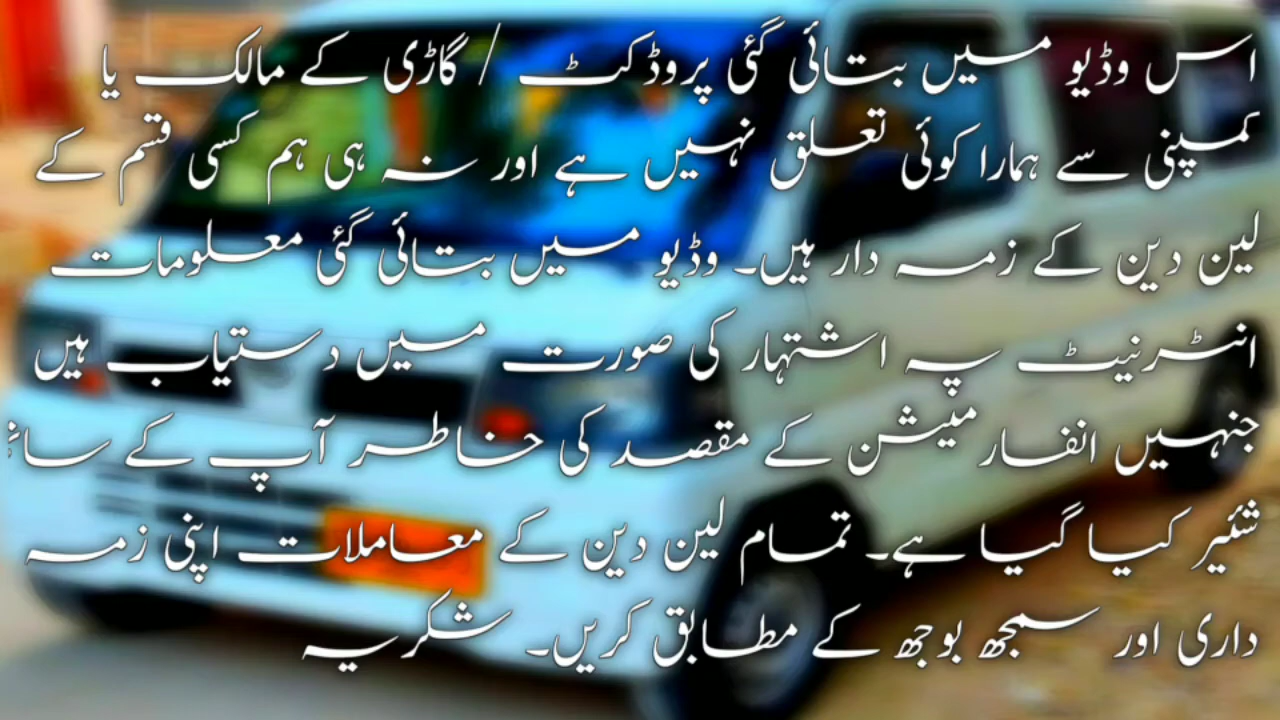 اس وڈیو میں بتائی گئی پروڈکٹ / گاڑی کے مالک یا
کمپنی سے ہمارا کوئی تعلق نہیں ہے اور نہ ہی ہم کسی قسم کے
لین دین کے زمہ دار ہیں۔ وڈیو میں بتائی گئی معلومات
انٹرنیٹ پہ اشتہار کی صورت میں دستیاب ہیں
جنہیں انفارمیشن کے مقصد کی خاطر آپ کے
شئیر کیا گیا ہے۔ تمام لین دین کے معاملات اپنی زمہ
داری اور سمجھ بوجھ کے مطابق کریں۔ شکریہ